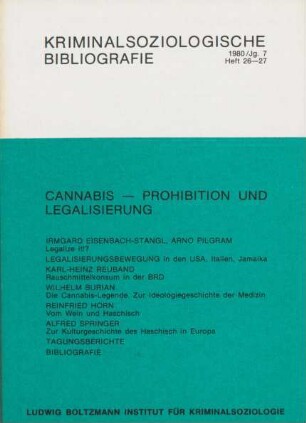 KRIMINALSOZIOLOGISCHE
BIBLIOGRAFIE
1980/Jg. 7
Heft 26—27
CANNABIS — PROHIBITION UND
LEGALISIERUNG
IRMGARD EISENBACH-STANGL, ARNO PILGRAM
Legalize it!?
LEGALISIERUNGSBEWEGUNG in den USA, Italien, Jamaika
KARL-HEINZ REUBAND
Rauschmittelkonsum in der BRD
WILHELM BURIAN
Die Cannabis-Legende. Zur Ideologiegeschichte der Medizin
REINFRIED HORN
Vom Wein und Haschisch
ALFRED SPRINGER
Zur Kulturgeschichte des Haschisch in Europa
TAGUNGSBERICHTE
BIBLIOGRAFIE
LUDWIG BOLTZMANN INSTITUT FÜR KRIMINALSOZIOLOGIE